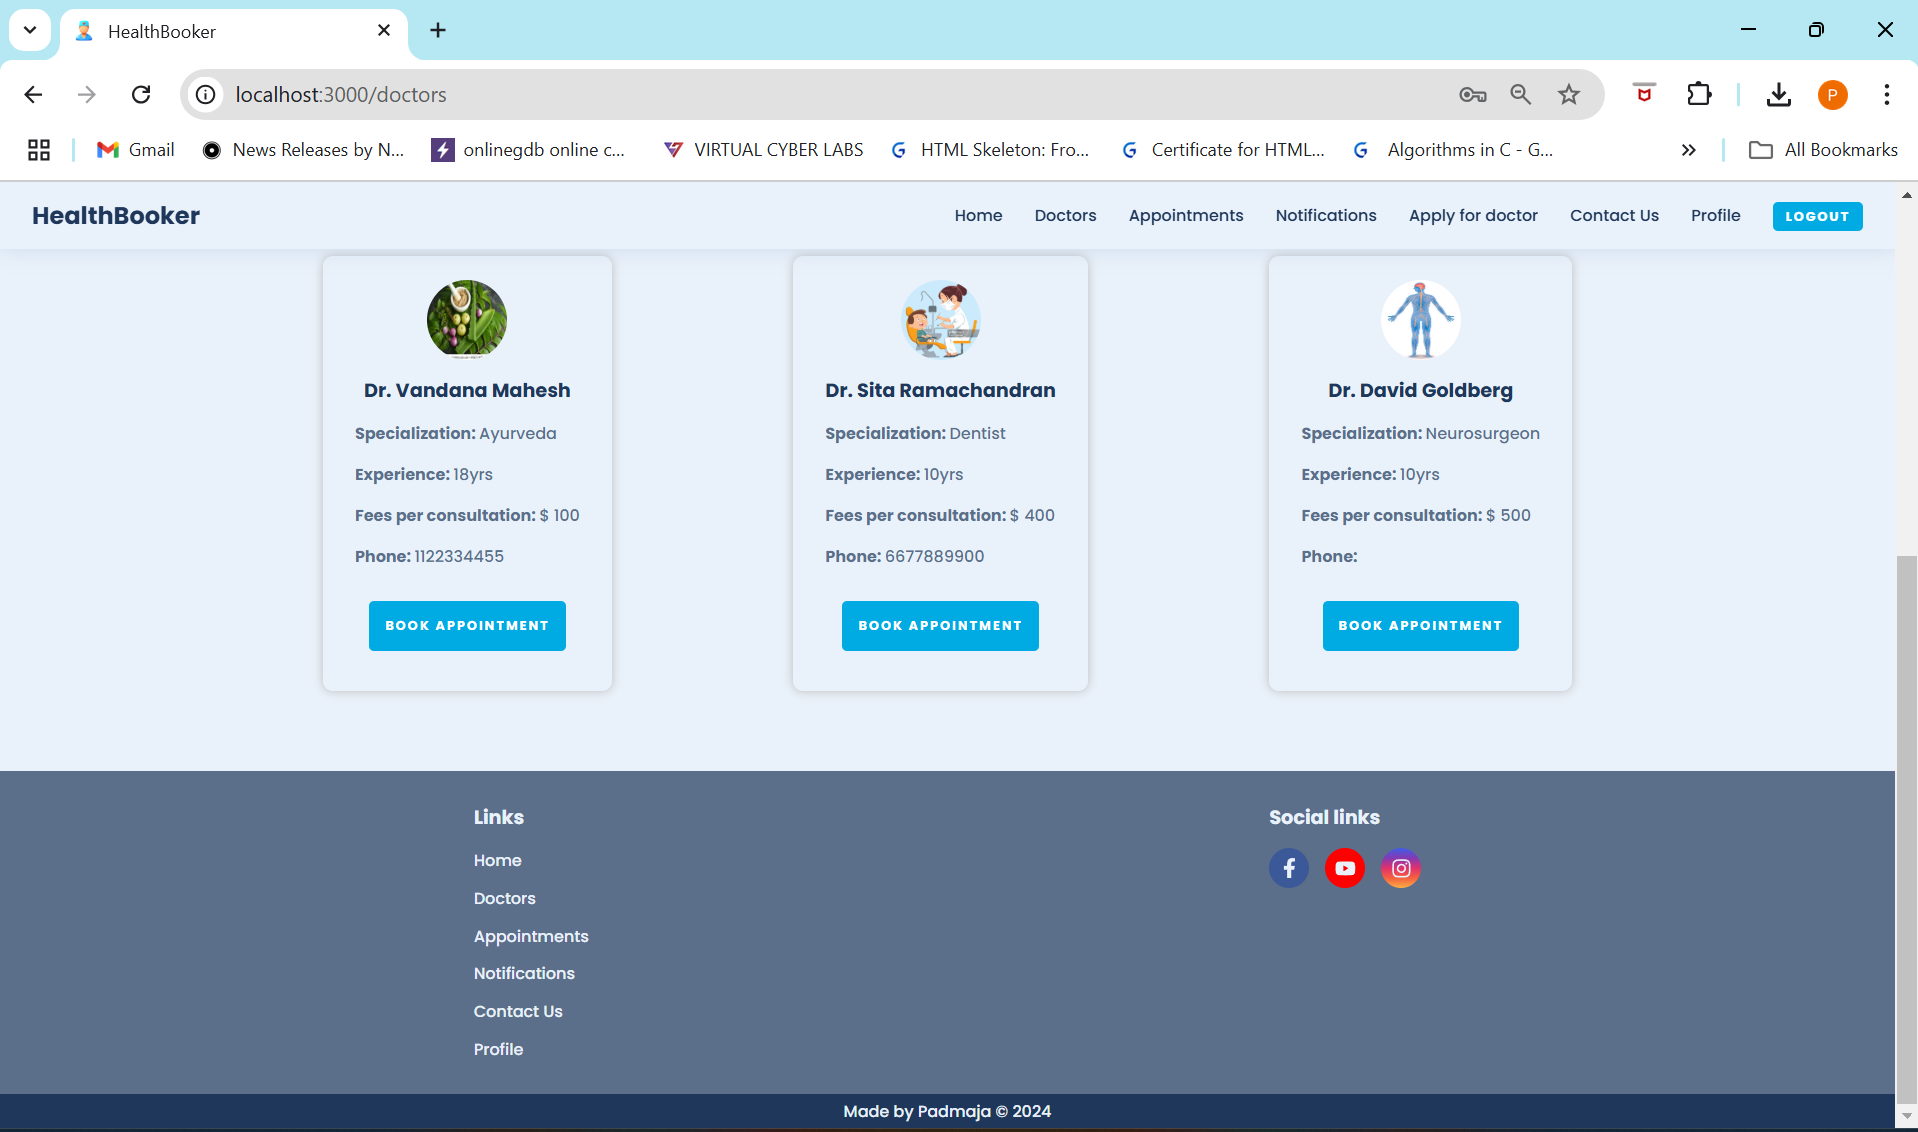 HealthBooker
localhost:3000/doctors
Gmail
News Releases by N...
onlinegdb online c...
VIRTUAL CYBER LABS
HTML Skeleton: Fro...
Certificate for HTML...
Algorithms in C - G...
All Bookmarks
P
HealthBooker
Home
Doctors
Appointments
Notifications
Apply for doctor
Contact Us
Profile
LOGOUT
Dr. Vandana Mahesh
Specialization: Ayurveda
Experience: 18yrs
Fees per consultation: $ 100
Phone: 1122334455
BOOK APPOINTMENT
Dr. Sita Ramachandran
Specialization: Dentist
Experience: 10yrs
Fees per consultation: $ 400
Phone: 6677889900
BOOK APPOINTMENT
Dr. David Goldberg
Specialization: Neurosurgeon
Experience: 10yrs
Fees per consultation: $ 500
Phone:
BOOK APPOINTMENT
Links
Home
Doctors
Appointments
Notifications
Contact Us
Profile
Social links
Made by Padmaja © 2024